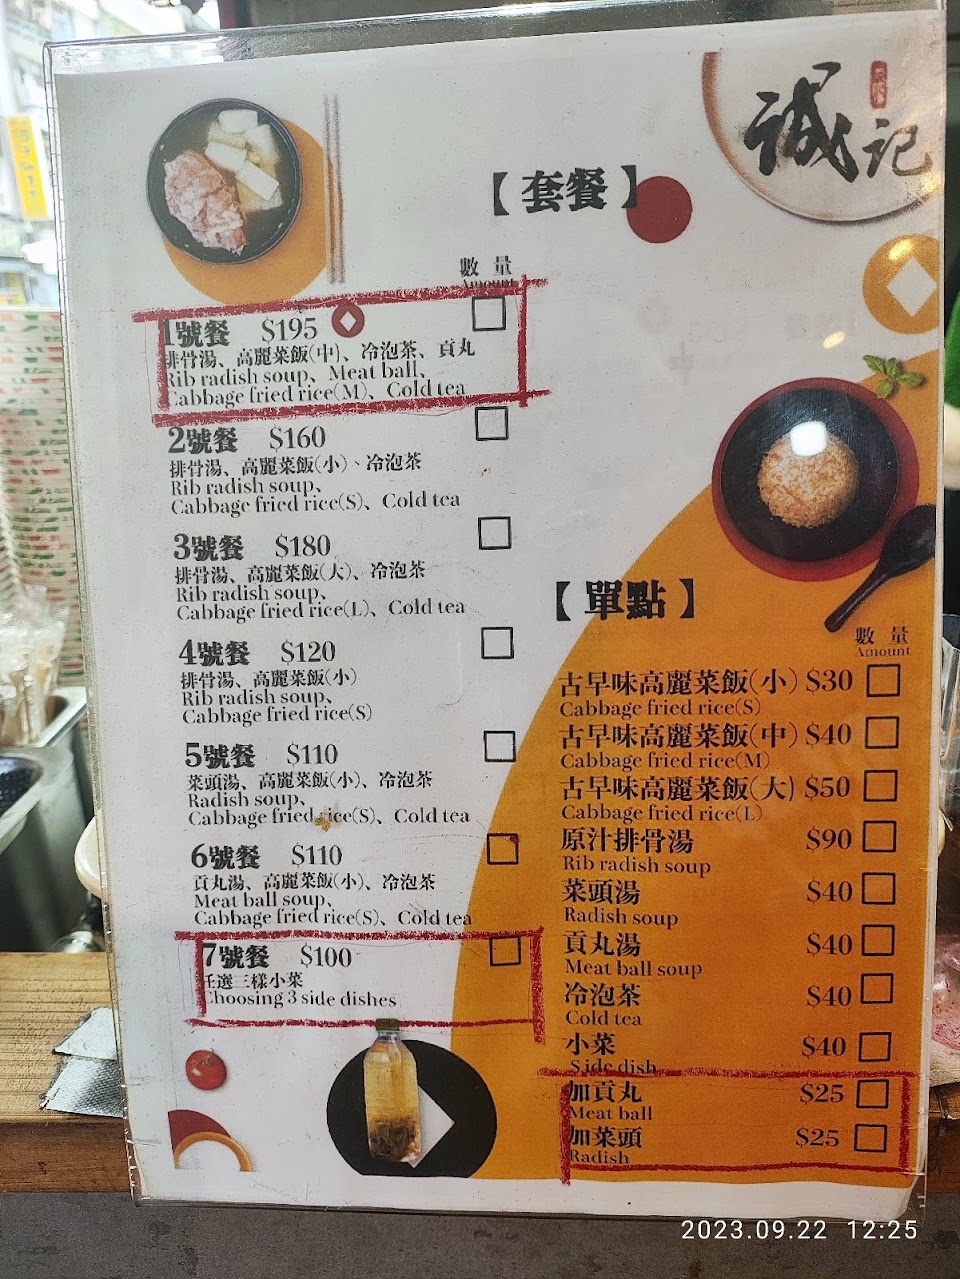 誠記
【套餐】
數量
Amount
1號餐 $195
排骨湯、高麗菜飯(中)、冷泡茶、貢丸
Rib radish soup、Meat ball、
Cabbage fried rice(M)、Cold tea
2號餐 $160
排骨湯、高麗菜飯(小)、冷泡茶
Rib radish soup、
Cabbage fried rice(S)、Cold tea
3號餐 $180
排骨湯、高麗菜飯(大)、冷泡茶
Rib radish soup、
Cabbage fried rice(L)、Cold tea
4號餐 $120
排骨湯、高麗菜飯(小)
Rib radish soup、
Cabbage fried rice(S)
5號餐 $110
菜頭湯、高麗菜飯(小)、冷泡茶
Radish soup、
Cabbage fried rice(S)、Cold tea
6號餐 $110
貢丸湯、高麗菜飯(小)、冷泡茶
Meat ball soup、
Cabbage fried rice(S)、Cold tea
7號餐 $100
任選三樣小菜
Choosing 3 side dishes
【單點】
數量
Amount
古早味高麗菜飯(小) $30
Cabbage fried rice(S)
古早味高麗菜飯(中) $40
Cabbage fried rice(M)
古早味高麗菜飯(大) $50
Cabbage fried rice(L)
原汁排骨湯 $90
Rib radish soup
菜頭湯 $40
Radish soup
貢丸湯 $40
Meat ball soup
冷泡茶 $40
Cold tea
小菜 $40
Side dish
加貢丸 $25
Meat ball
加菜頭 $25
Radish
2023.09.22 12:25